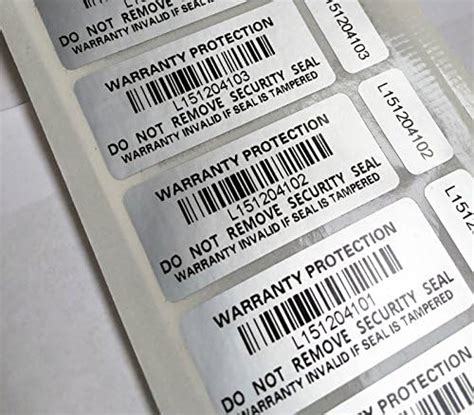 DO NOT REMOVE SECURITY SEAL
WARRANTY INVALID IF SEAL IS TAMPERED
L151204103
WARRANTY PROTECTION
L151204103
DO NOT REMOVE SECURITY SEAL
WARRANTY INVALID IF SEAL IS TAMPERED
L151204102
WARRANTY PROTECTION
L151204102
DO NOT REMOVE SECURITY SEAL
WARRANTY INVALID IF SEAL IS TAMPERED
WARRANTY PROTECTION
L151204101
DO NOT REMOVE SECURITY SEAL
WARRANTY INVALID IF SEAL IS TAMPERED